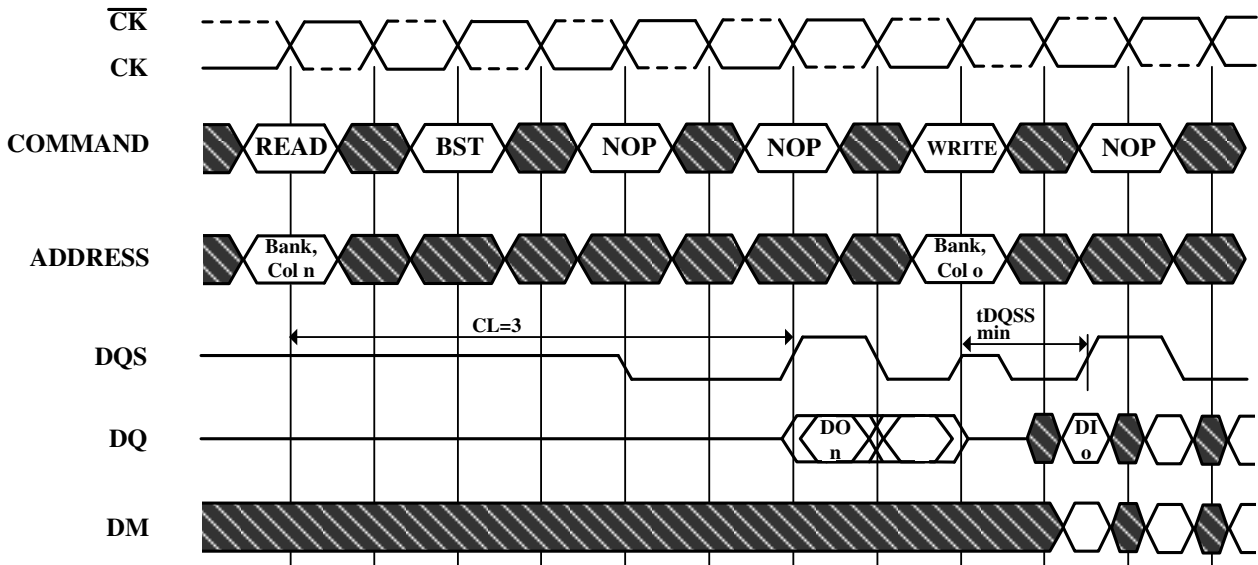 CK
CK
COMMAND
READ
BST
NOP
NOP
WRITE
NOP
ADDRESS
Bank,
Col n
Bank,
Col o
CL=3
tDQSS
min
DQS
DQ
DO
n
DI
o
DM